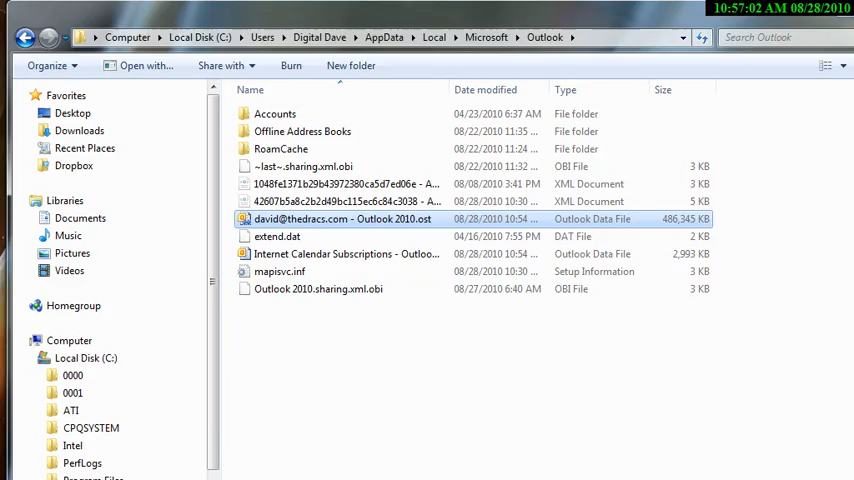 10:57:02 AM 08/28/2010
Computer Local Disk (C:) Users Digital Dave AppData Local Microsoft Outlook Search Outlook
Organize Open with... Share with Burn New folder
Name Date modified Type Size
Favorites
Desktop
Downloads
Recent Places
Dropbox
Libraries
Documents
Music
Pictures
Videos
Homegroup
Computer
Local Disk (C:)
0000
0001
ATI
CPQSYSTEM
Intel
PerfLogs
Program Files
Accounts 04/23/2010 6:37 AM File folder
Offline Address Books 08/22/2010 11:35 ... File folder
RoamCache 08/22/2010 11:24 ... File folder
~last~.sharing.xml.obi 08/22/2010 11:32 ... OBI File 3 KB
1048fe1371b29b43972380ca5d7ed06e - A... 08/08/2010 3:41 PM XML Document 3 KB
42607b5a8c2b2d49bc115ec6c84c3038 - A... 08/28/2010 10:30 ... XML Document 5 KB
david@thedracs.com - Outlook 2010.ost 08/28/2010 10:54 ... Outlook Data File 486,345 KB
extend.dat 04/16/2010 7:55 PM DAT File 2 KB
Internet Calendar Subscriptions - Outloo... 08/28/2010 10:54 ... Outlook Data File 2,993 KB
mapisvc.inf 08/28/2010 10:30 ... Setup Information 3 KB
Outlook 2010.sharing.xml.obi 08/27/2010 6:40 AM OBI File 3 KB